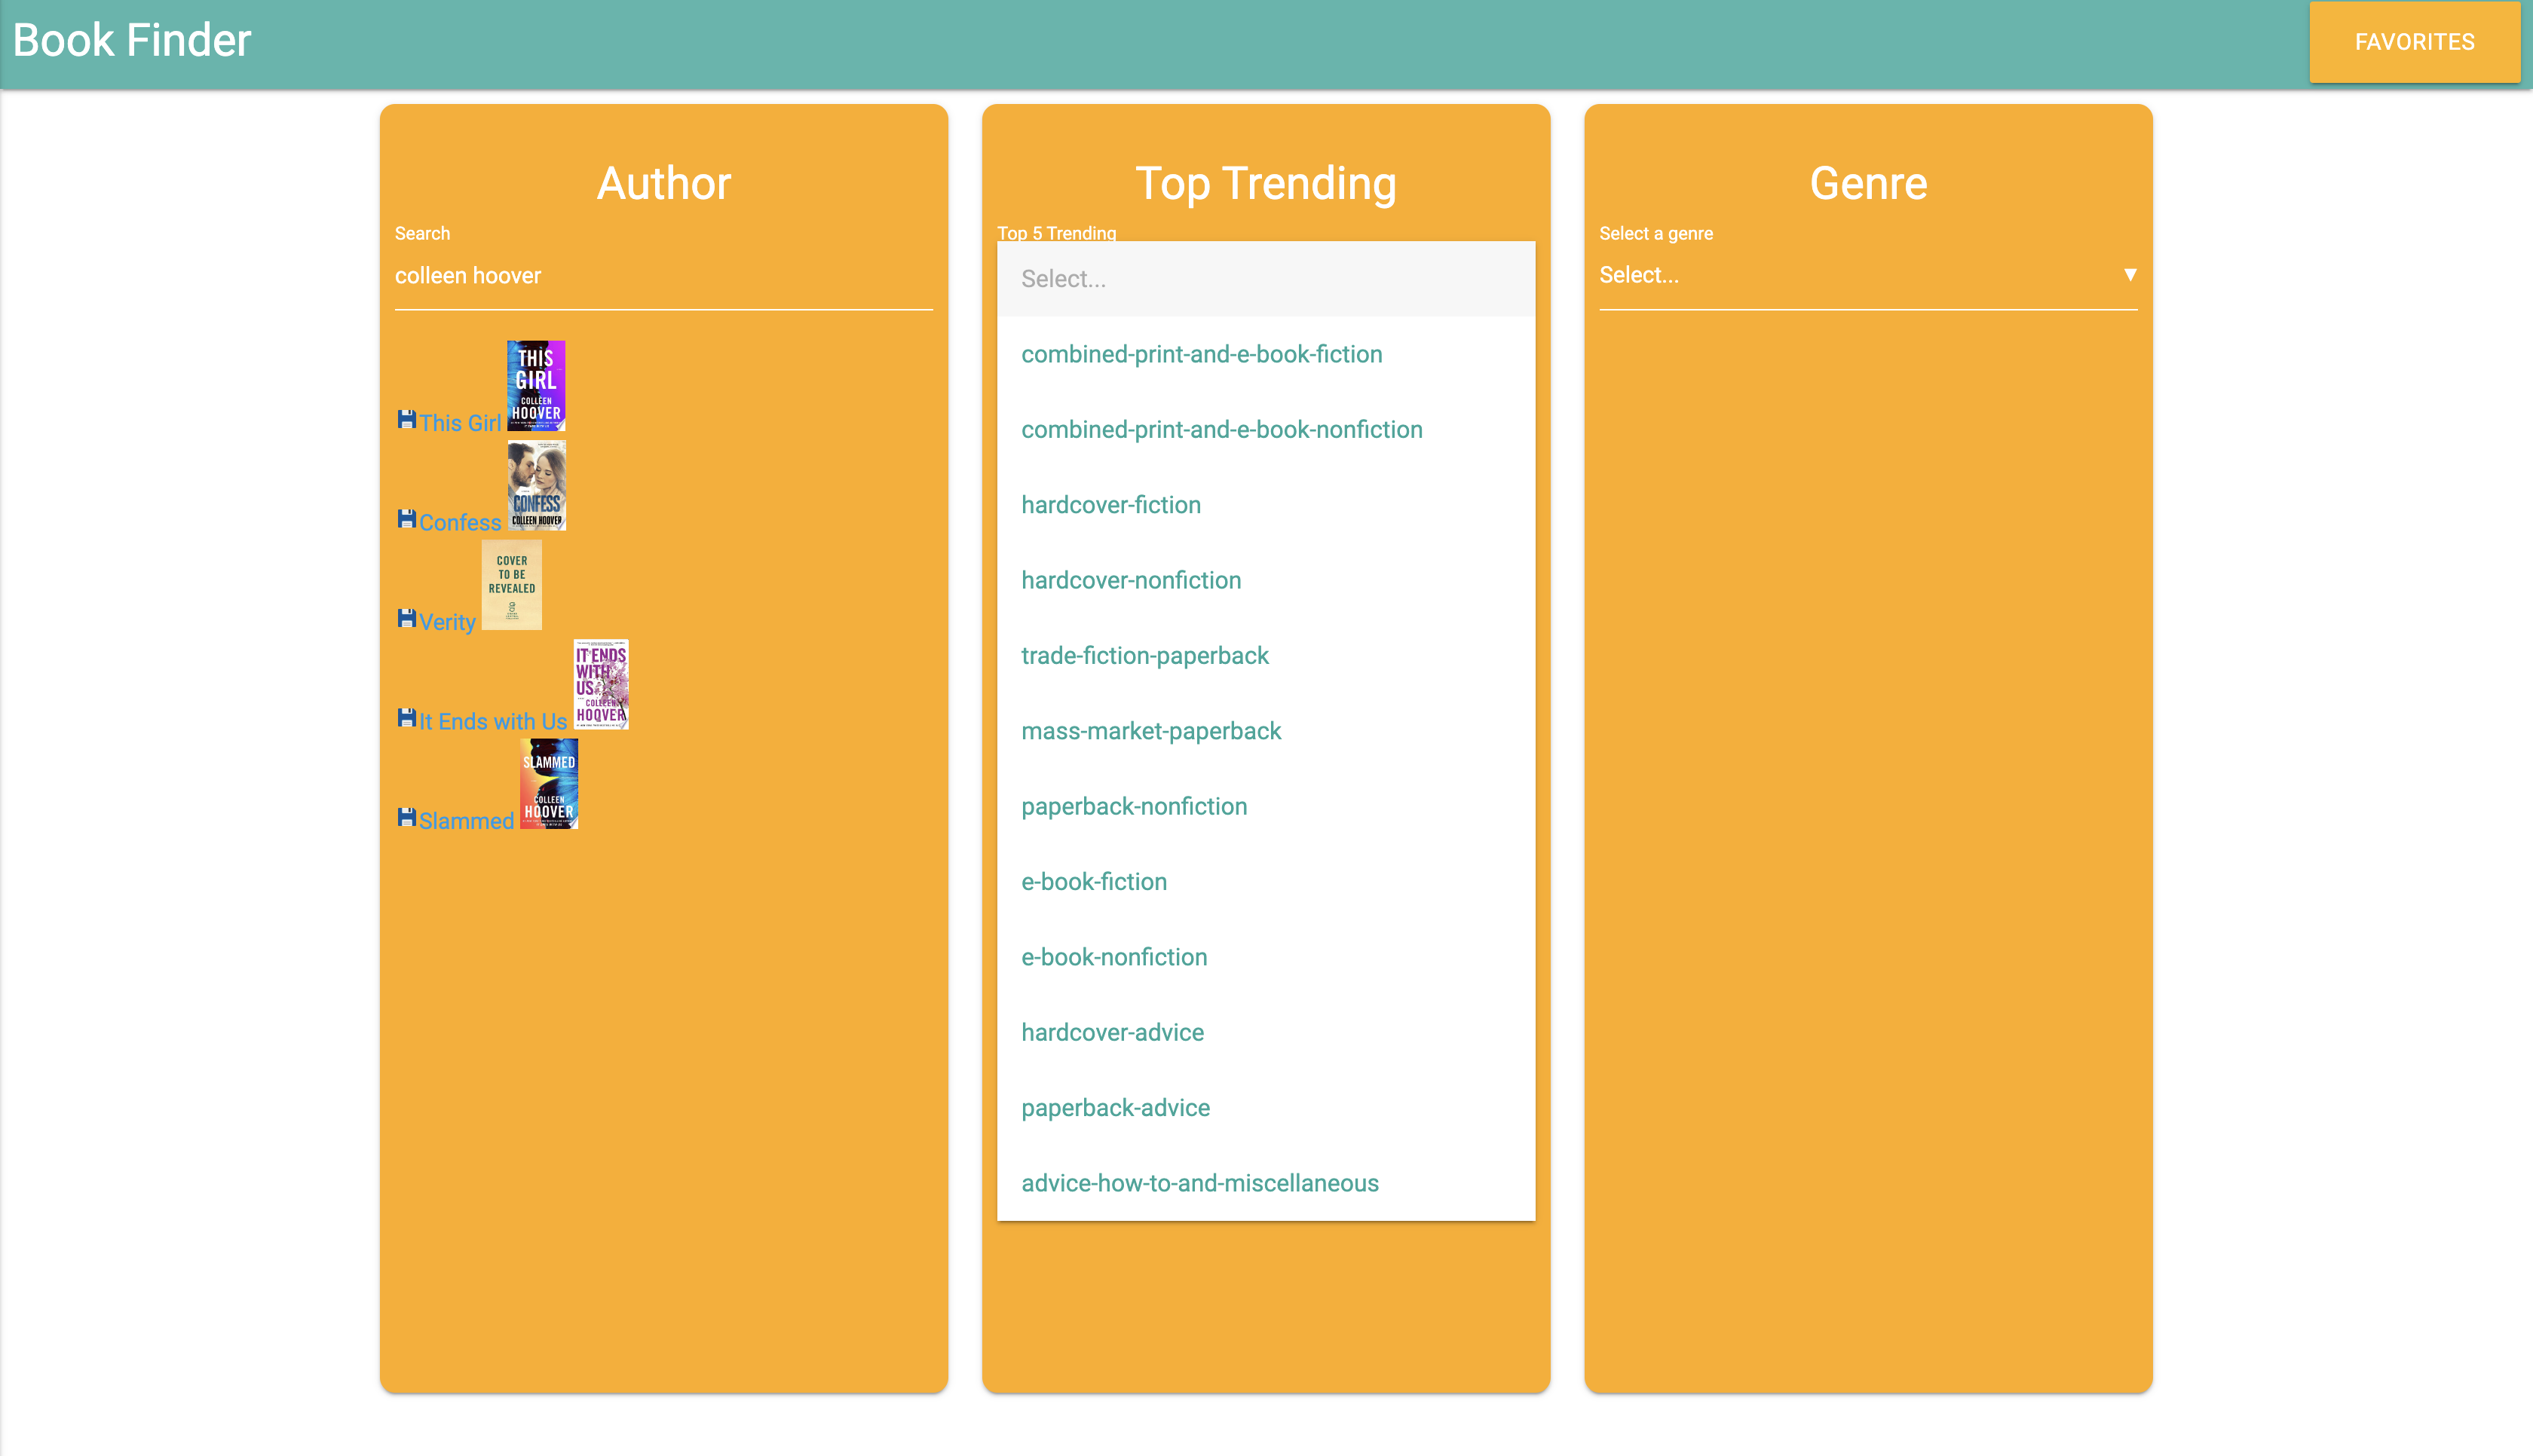 Book Finder
FAVORITES
Author
Search
colleen hoover
THIS
GIRL
COLLEEN
HOOVER
This Girl
CONFESS
COLLEEN HOOVER
Confess
COVER
TO BE
REVEALED
Verity
IT ENDS
WITH
US
COLLEEN
HOOVER
It Ends with Us
SLAMMED
COLLEEN
HOOVER
Slammed
Top Trending
Top 5 Trending
Select...
combined-print-and-e-book-fiction
combined-print-and-e-book-nonfiction
hardcover-fiction
hardcover-nonfiction
trade-fiction-paperback
mass-market-paperback
paperback-nonfiction
e-book-fiction
e-book-nonfiction
hardcover-advice
paperback-advice
advice-how-to-and-miscellaneous
Genre
Select a genre
Select...